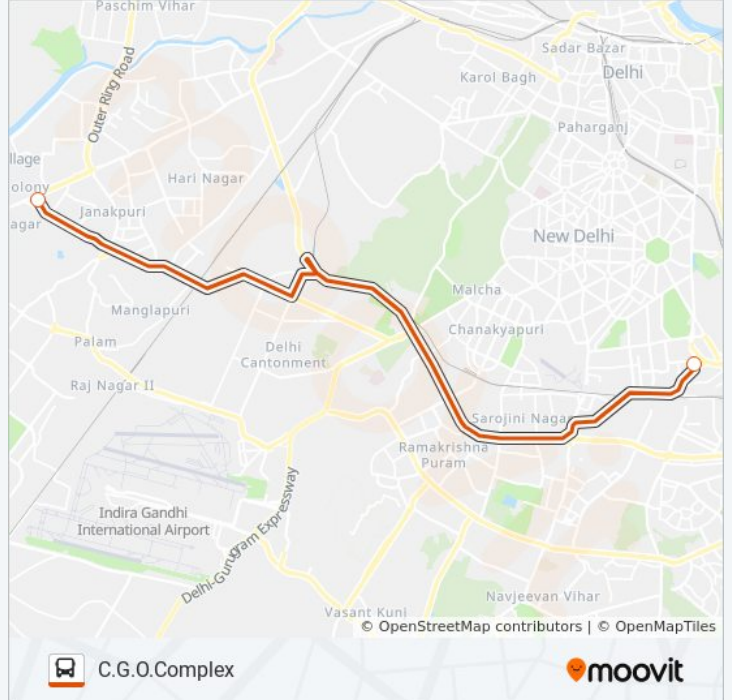 Paschim Vihar
Sadar Bazar
Delhi
Karol Bagh
Outer Ring Road
Paharganj
llage
olony
Hari Nagar
agar
Janakpuri
New Delhi
Malcha
Manglapuri
Chanakyapuri
Palam
Delhi
Cantonment
Raj Nagar II
Sarojini Nagar
Ramakrishna
Puram
Indira Gandhi
International Airport
Delhi-Gurugram Expressway
Navjeevan Vihar
Vasant Kunj
© OpenStreetMap contributors | © OpenMapTiles
C.G.O.Complex
moovit